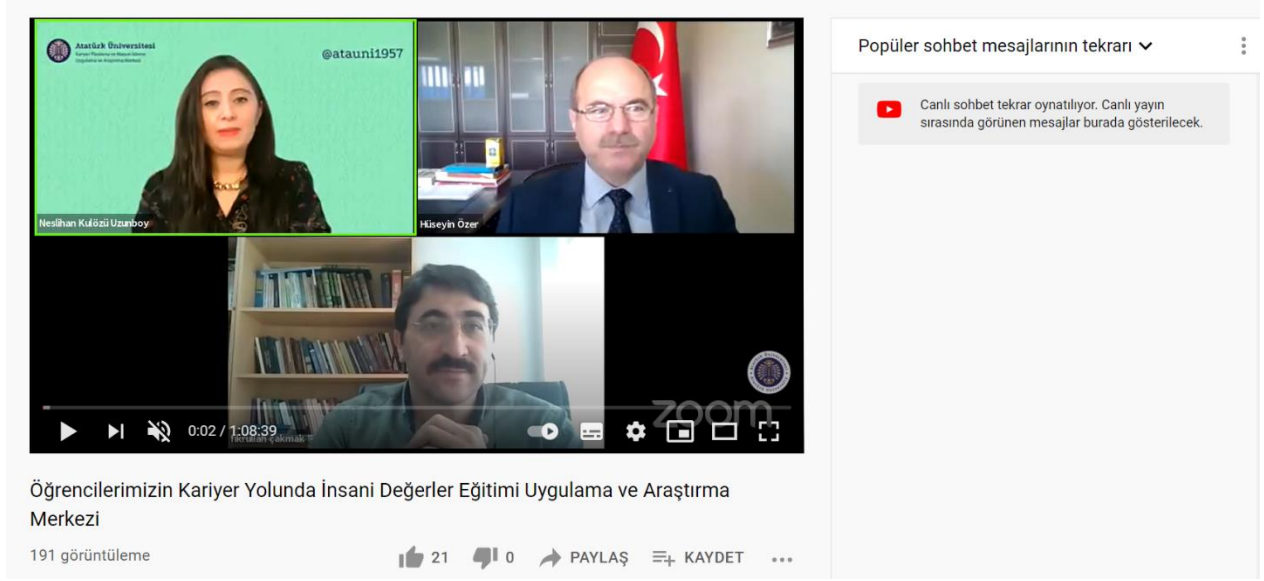 Atatürk Üniversitesi
@atauni1957
Neslihan Kulözü Uzunboy
Hüseyin Özer
zoom
0:02 / 1:08:39
fikrullah çakmak
Öğrencilerimizin Kariyer Yolunda İnsani Değerler Eğitimi Uygulama ve Araştırma
Merkezi
191 görüntüleme
21
0
PAYLAŞ
KAYDET
Popüler sohbet mesajlarının tekrarı
Canlı sohbet tekrar oynatılıyor. Canlı yayın
sırasında görünen mesajlar burada gösterilecek.